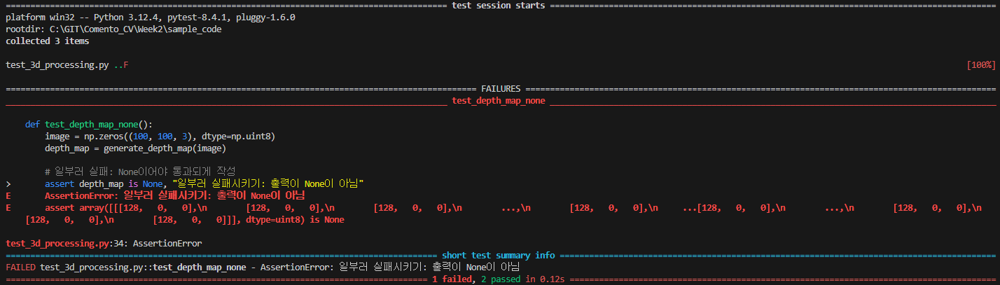 ============================= test session starts =============================
platform win32 -- Python 3.12.4, pytest-8.4.1, pluggy-1.6.0
rootdir: C:\GIT\Comento_CV\Week2\sample_code
collected 3 items
test_3d_processing.py ..F [100%]
================================== FAILURES ===================================
_____________________________ test_depth_map_none _____________________________
def test_depth_map_none():
image = np.zeros((100, 100, 3), dtype=np.uint8)
depth_map = generate_depth_map(image)
# 일부러 실패: None이어야 통과되게 작성
> assert depth_map is None, "일부러 실패시키기: 출력이 None이 아님"
E AssertionError: 일부러 실패시키기: 출력이 None이 아님
E assert array([[[128, 0, 0],\n [128, 0, 0],\n [128, 0, 0],\n ...,\n [128, 0, 0],\n ...[128, 0, 0],\n ...,\n [128, 0, 0],\n
[128, 0, 0],\n [128, 0, 0]]], dtype=uint8) is None
test_3d_processing.py:34: AssertionError
=========================== short test summary info ===========================
FAILED test_3d_processing.py::test_depth_map_none - AssertionError: 일부러 실패시키기: 출력이 None이 아님
========================= 1 failed, 2 passed in 0.12s =========================